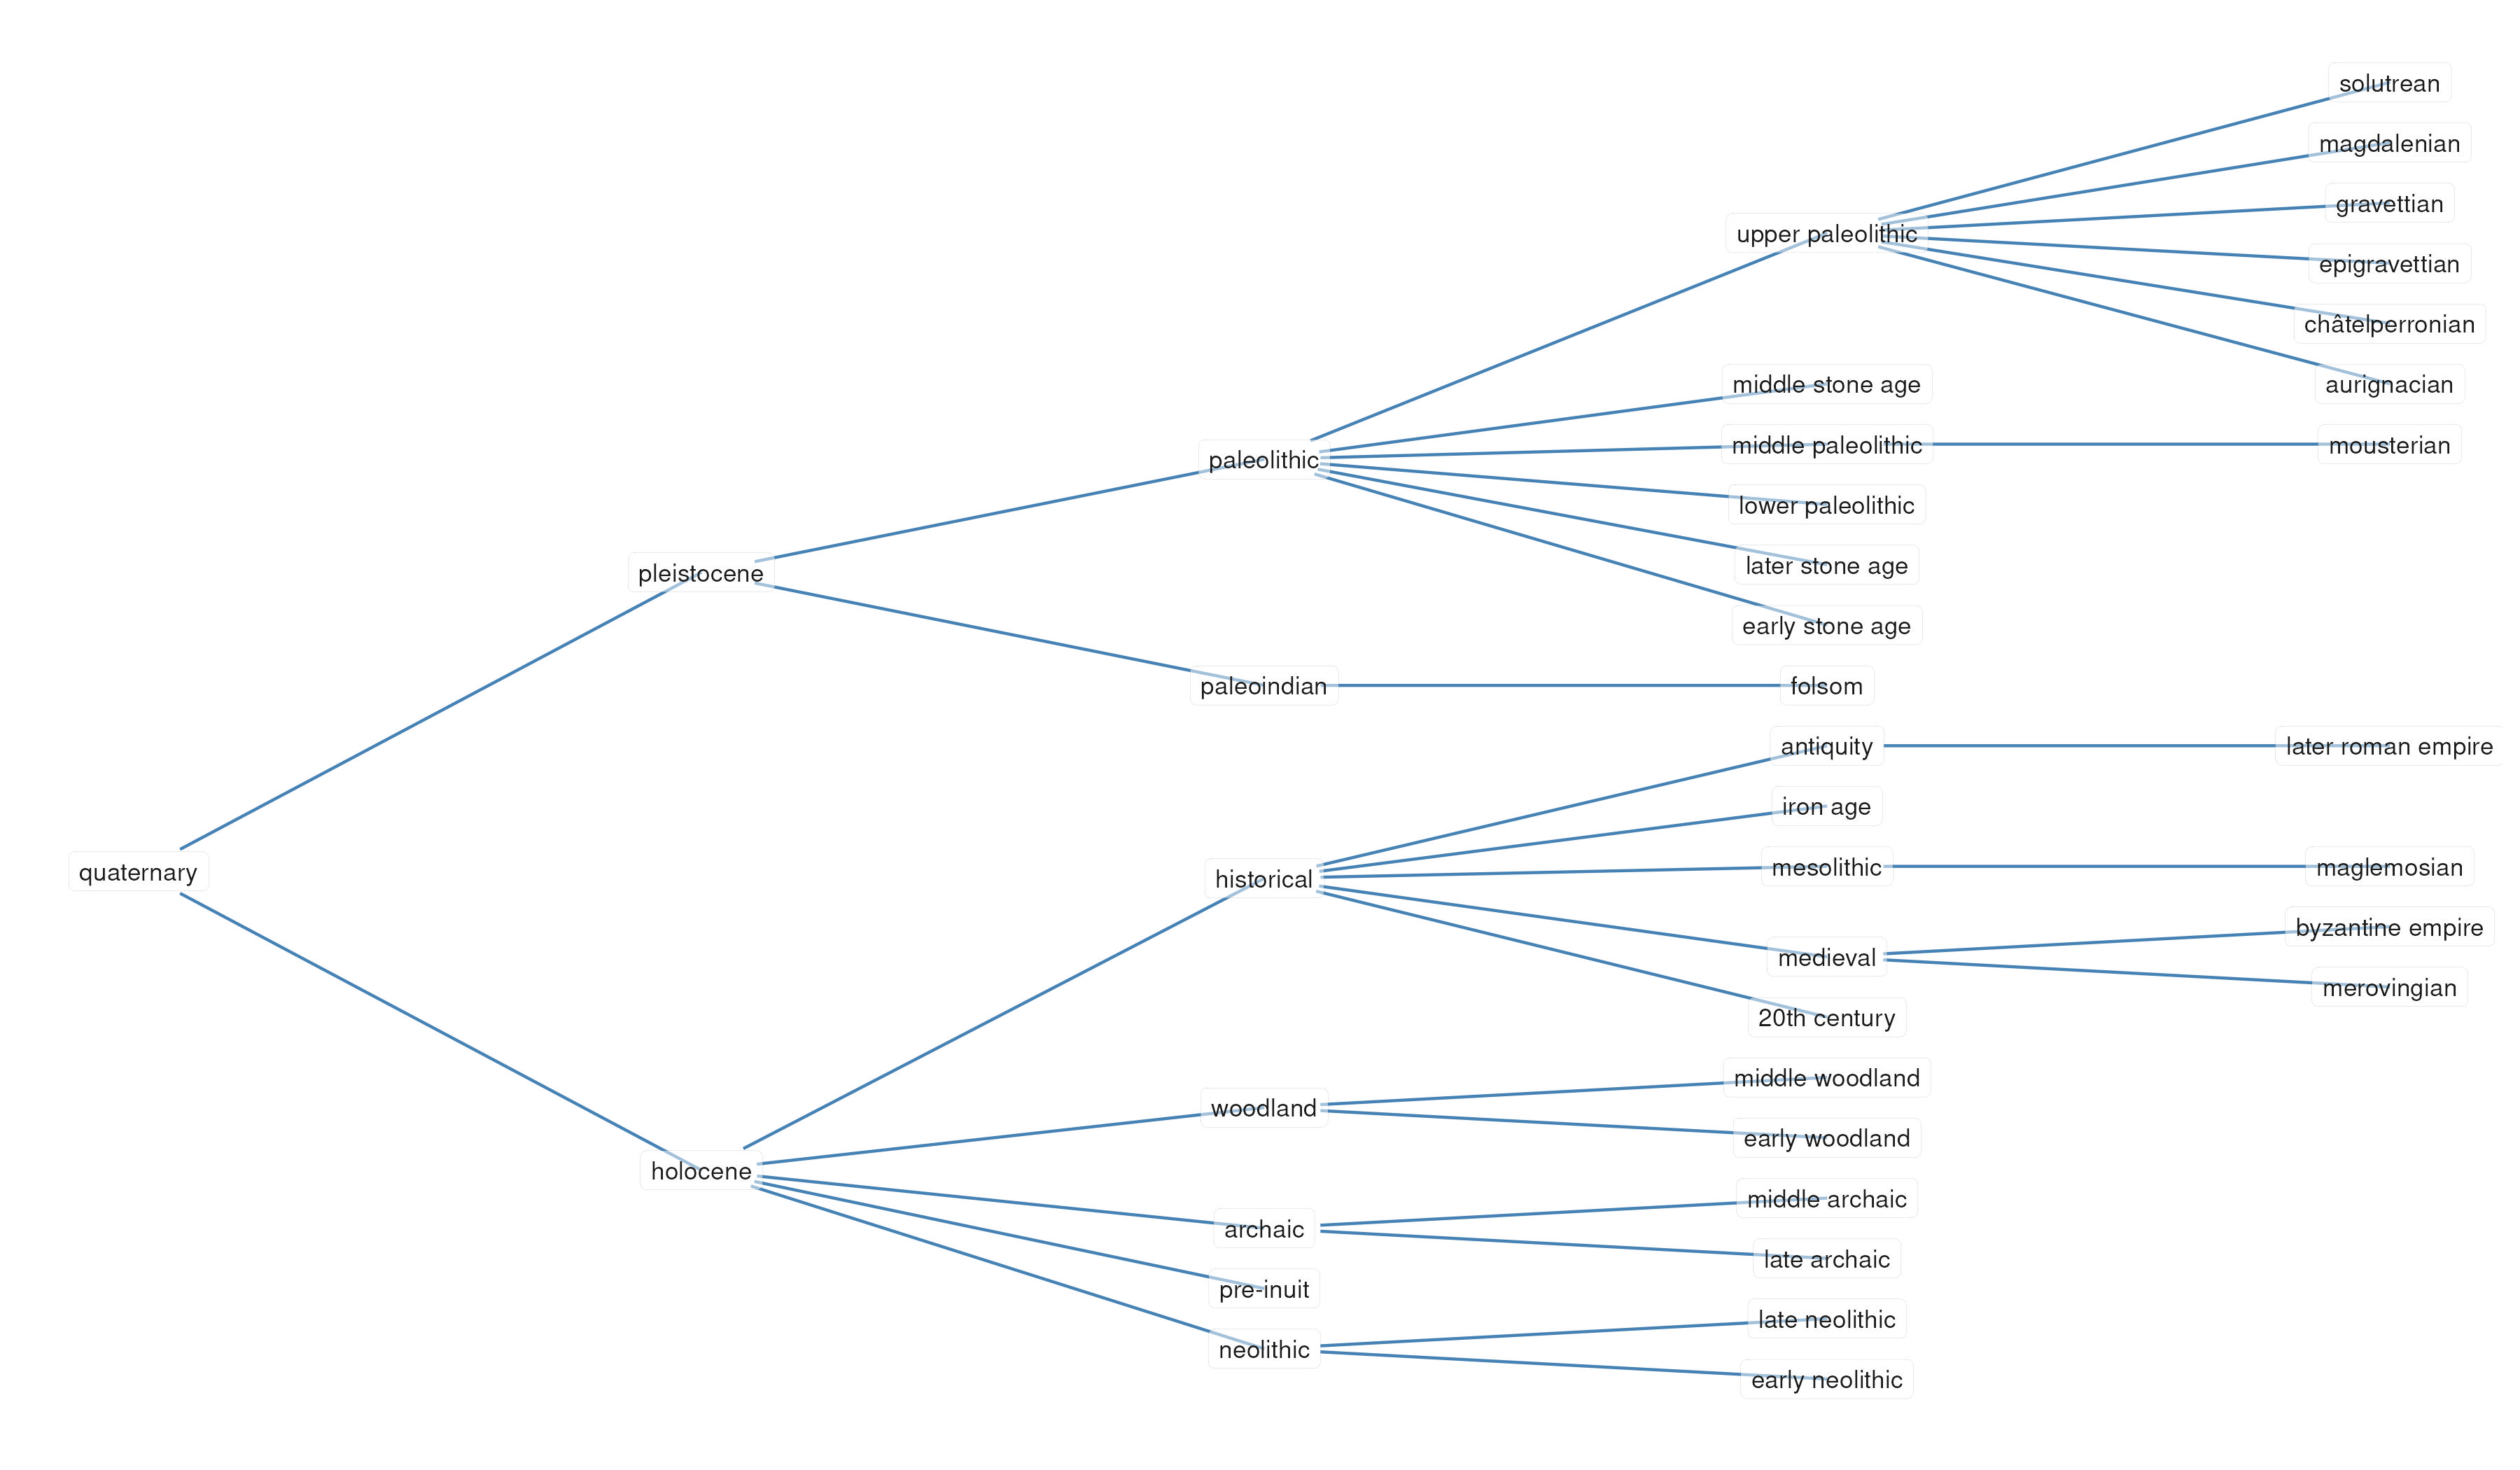 solutrean
magdalenian
gravettian
upper paleolithic
epigravettian
châtelperronian
middle stone age
aurignacian
paleolithic
middle paleolithic
mousterian
lower paleolithic
pleistocene
later stone age
early stone age
paleoindian
folsom
antiquity
later roman empire
iron age
quaternary
historical
mesolithic
maglemosian
byzantine empire
medieval
merovingian
20th century
middle woodland
woodland
early woodland
holocene
middle archaic
archaic
late archaic
pre-inuit
late neolithic
neolithic
early neolithic